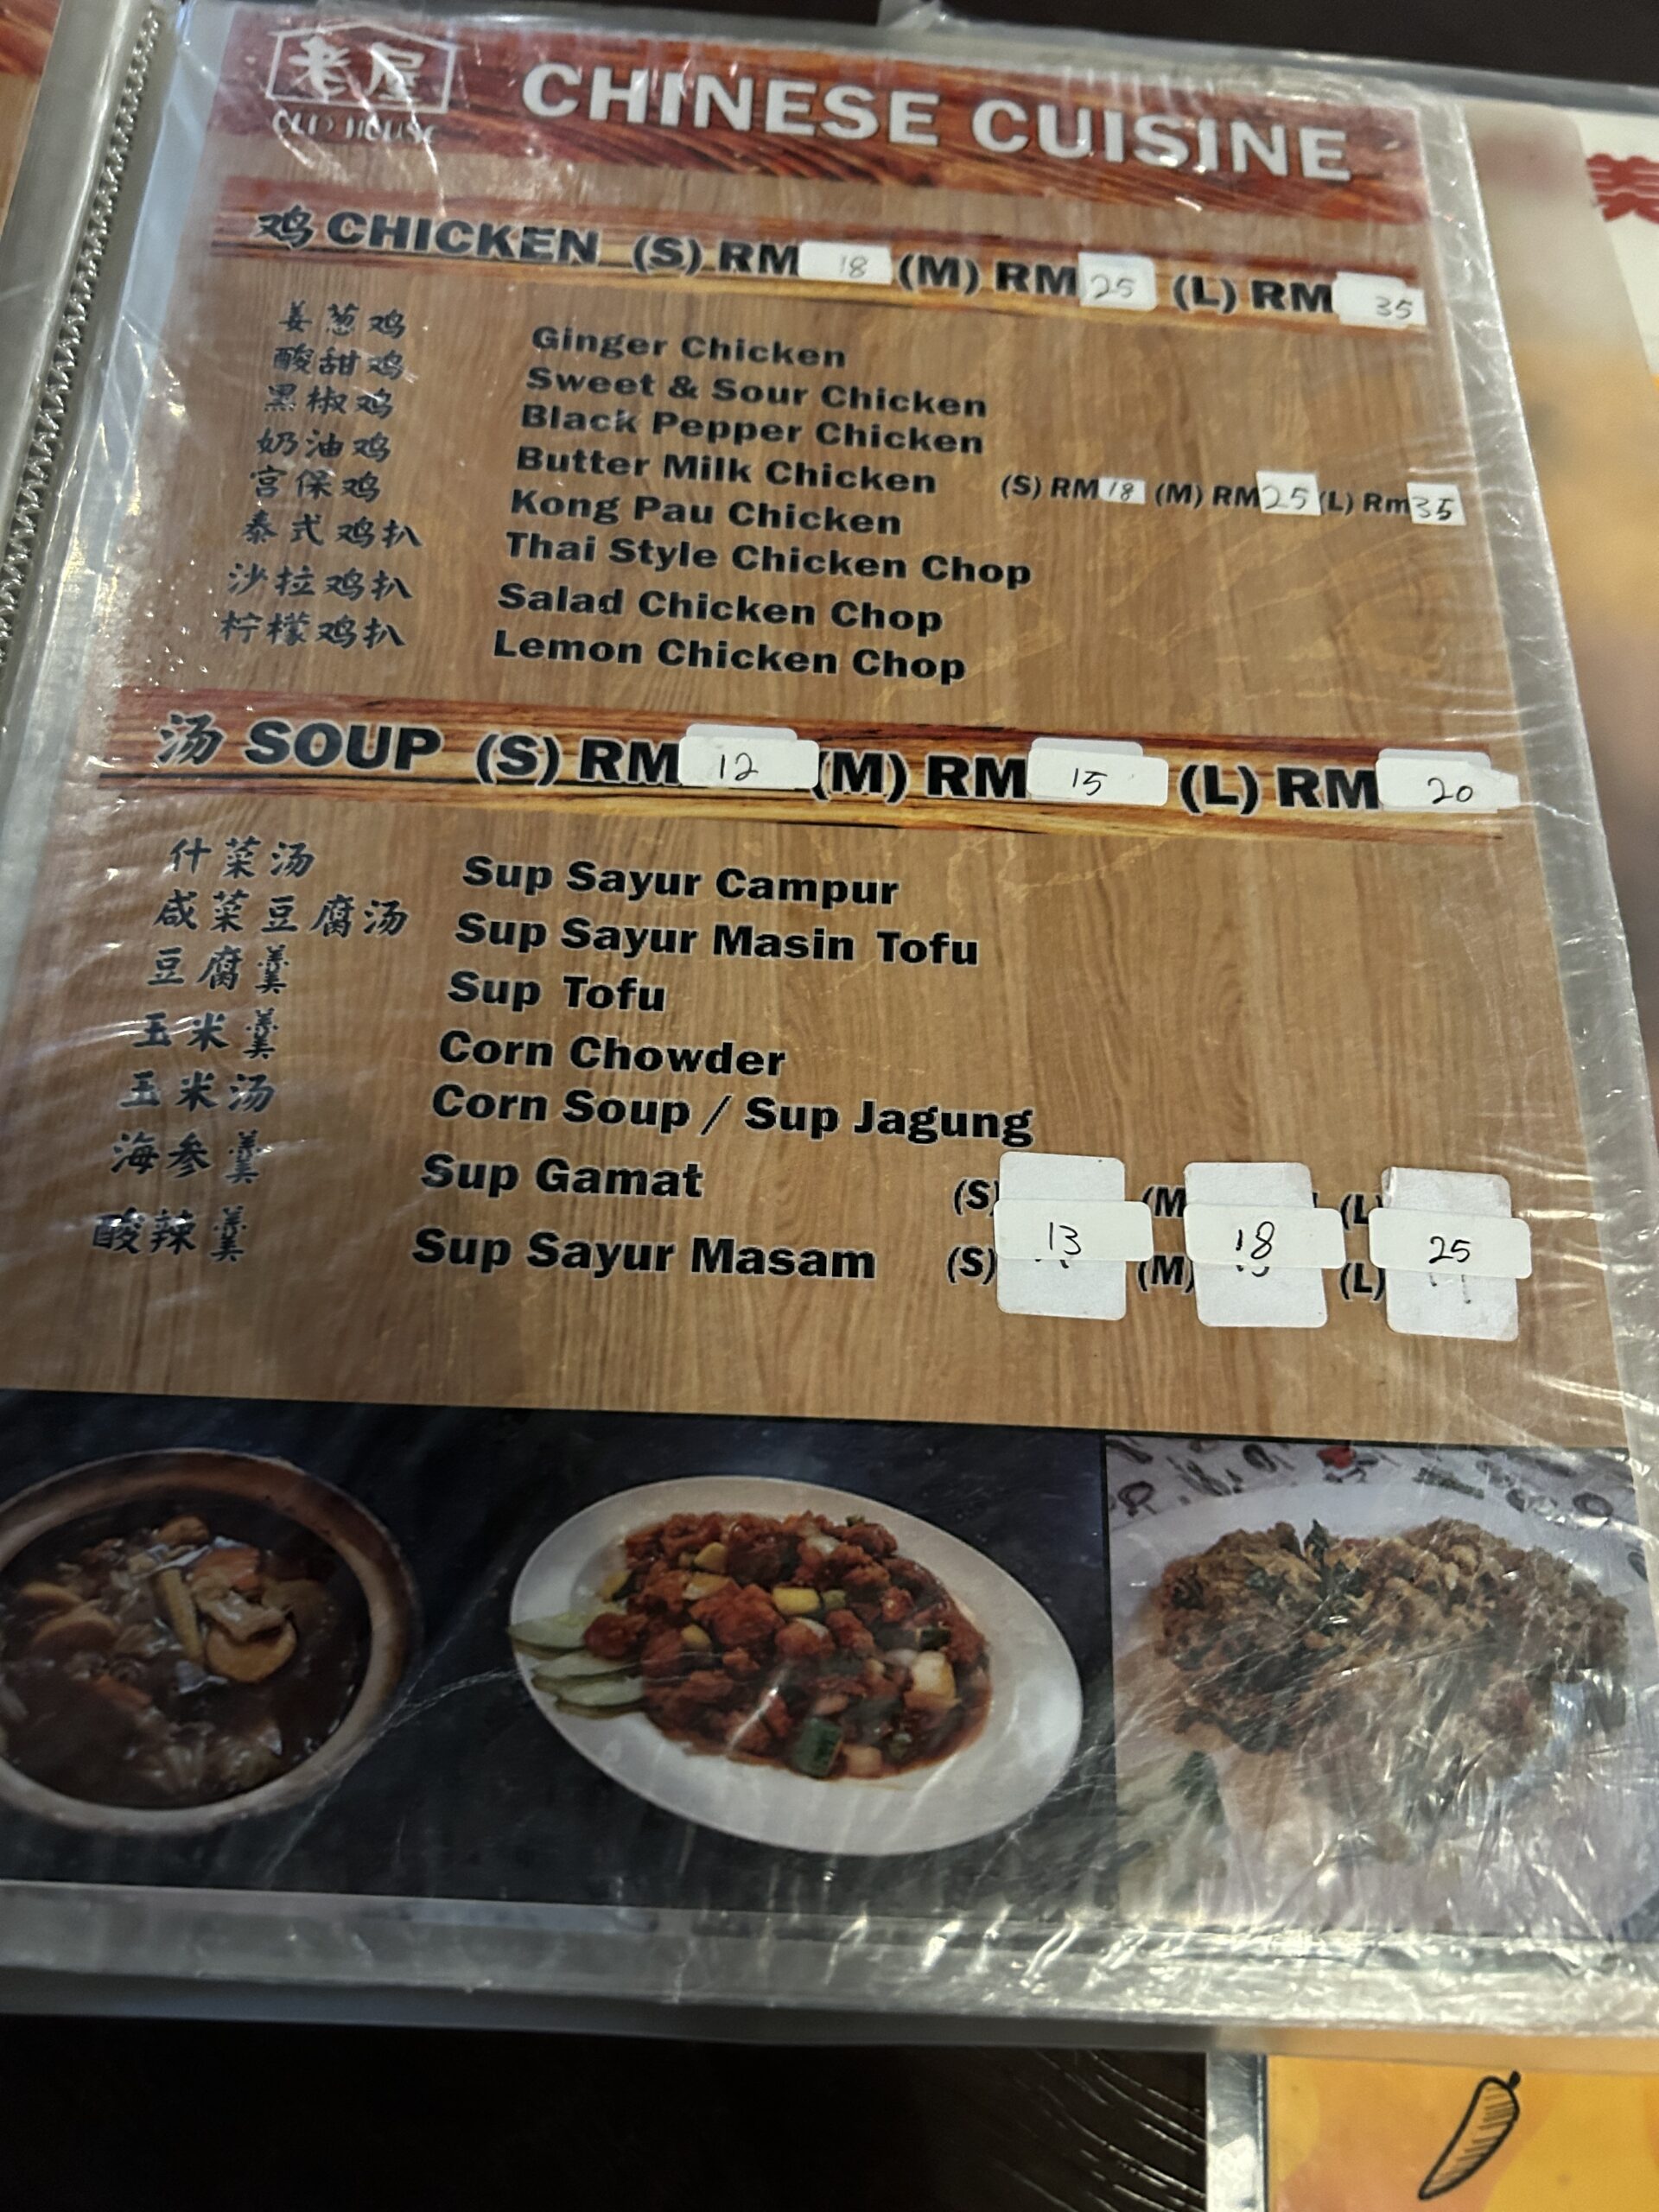 老屋
OLD HOUSE
CHINESE CUISINE
鸡 CHICKEN (S) RM 18 (M) RM 25 (L) RM 35
姜葱鸡 Ginger Chicken
酸甜鸡 Sweet & Sour Chicken
黑椒鸡 Black Pepper Chicken
奶油鸡 Butter Milk Chicken (S) RM 18 (M) RM 25 (L) Rm 35
宫保鸡 Kong Pau Chicken
泰式鸡扒 Thai Style Chicken Chop
沙拉鸡扒 Salad Chicken Chop
柠檬鸡扒 Lemon Chicken Chop
汤 SOUP (S) RM 12 (M) RM 15 (L) RM 20
什菜汤 Sup Sayur Campur
咸菜豆腐汤 Sup Sayur Masin Tofu
豆腐羹 Sup Tofu
玉米羹 Corn Chowder
玉米汤 Corn Soup / Sup Jagung
海参羹 Sup Gamat (S) (M (L)
13 18 25
酸辣羹 Sup Sayur Masam (S) (M) (L)